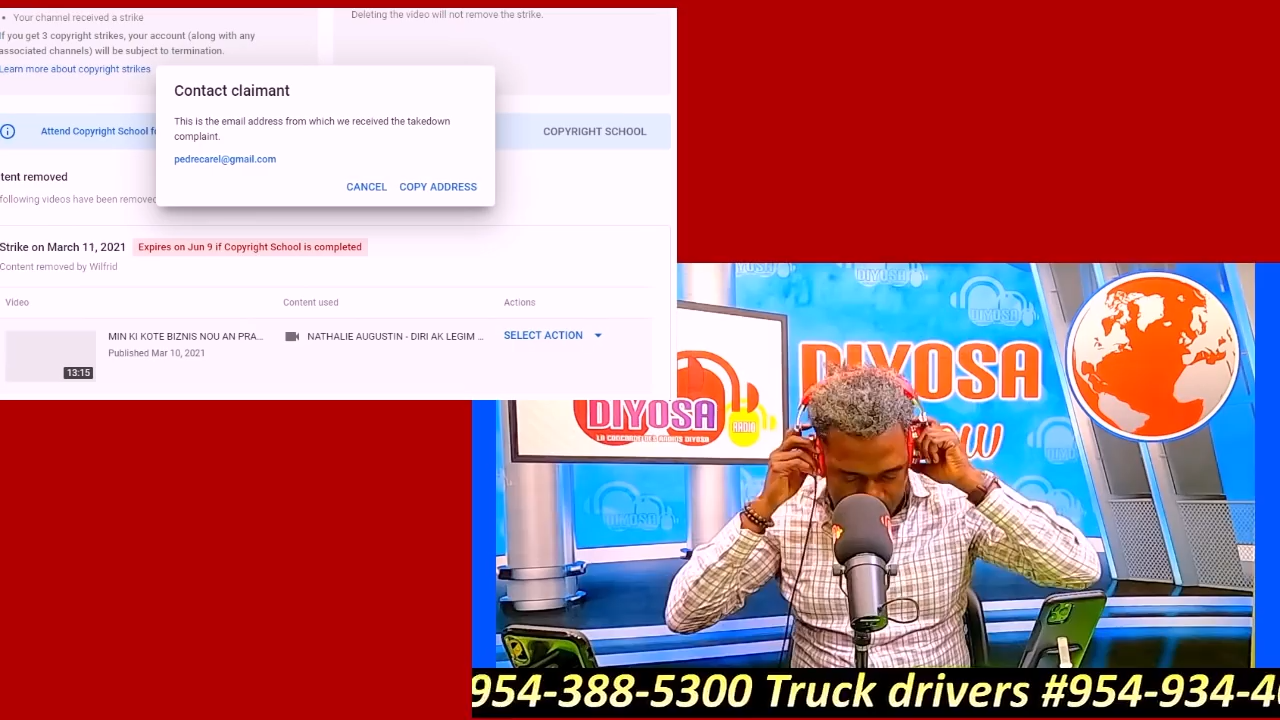 Your channel received a strike
If you get 3 copyright strikes, your account (along with any
associated channels) will be subject to termination.
Learn more about copyright strikes
Deleting the video will not remove the strike.
Attend Copyright School
COPYRIGHT SCHOOL
Contact claimant
This is the email address from which we received the takedown
complaint.
pedrecarel@gmail.com
CANCEL COPY ADDRESS
tent removed
following videos have been removed
Strike on March 11, 2021 Expires on Jun 9 if Copyright School is completed
Content removed by Wilfrid
Video Content used Actions
MIN KI KOTE BIZNIS NOU AN PRA... NATHALIE AUGUSTIN - DIRI AK LEGIM ... SELECT ACTION
Published Mar 10, 2021
13:15
DIYOSA
DIYOSA
DIYOSA
DIYOSA
RADIO
DIYOSA
954-388-5300 Truck drivers #954-934-4